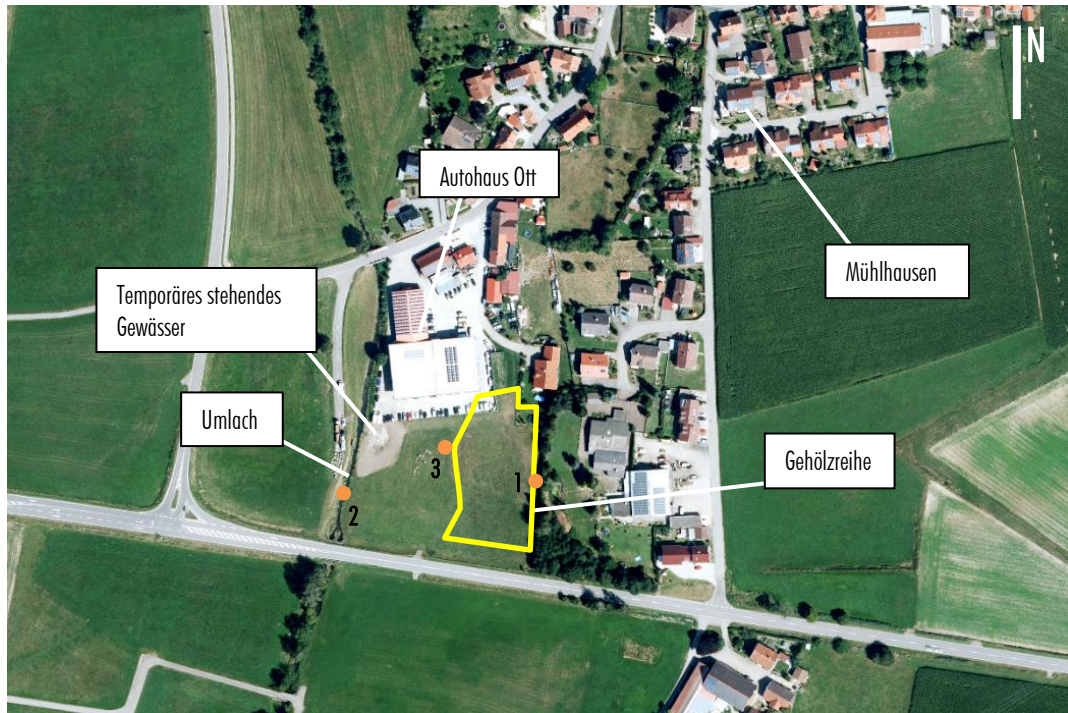 N
Autohaus Ott
Mühlhausen
Temporäres stehendes
Gewässer
Umlach
Gehölzreihe
3
1
2